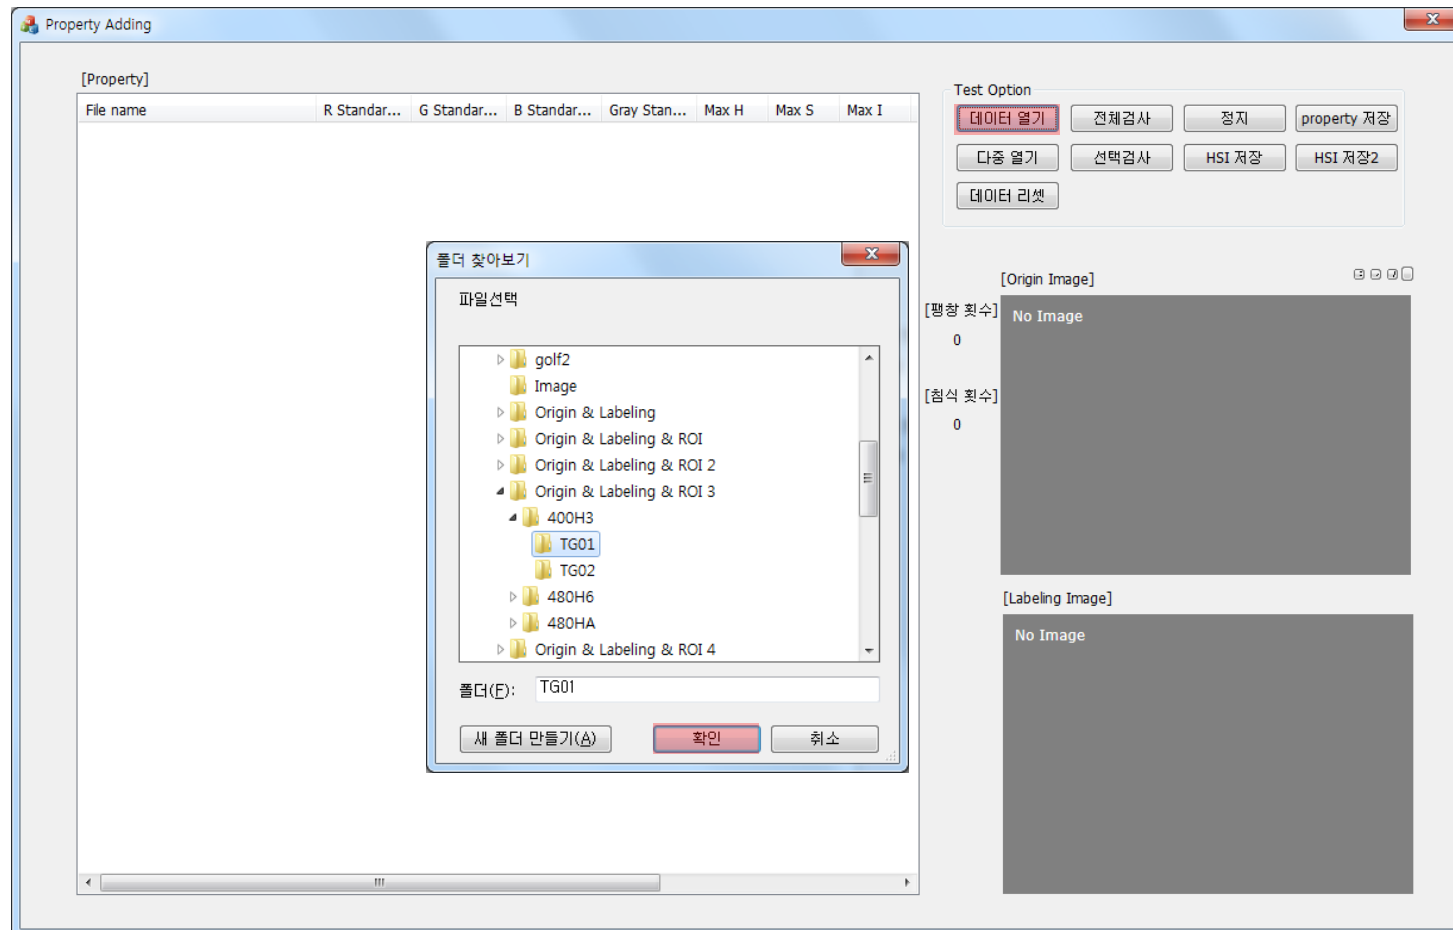 Property Adding
[Property]
File name R Standar... G Standar... B Standar... Gray Stan... Max H Max S Max I
Test Option
데이터 열기 전체검사 정지 property 저장
다중 열기 선택검사 HSI 저장 HSI 저장2
데이터 리셋
폴더 찾아보기
파일선택
golf2
Image
Origin & Labeling
Origin & Labeling & ROI
Origin & Labeling & ROI 2
Origin & Labeling & ROI 3
400H3
TG01
TG02
480H6
480HA
Origin & Labeling & ROI 4
폴더(F): TG01
새 폴더 만들기(A) 확인 취소
[Origin Image]
[팽창 횟수]
0
[침식 횟수]
0
No Image
[Labeling Image]
No Image